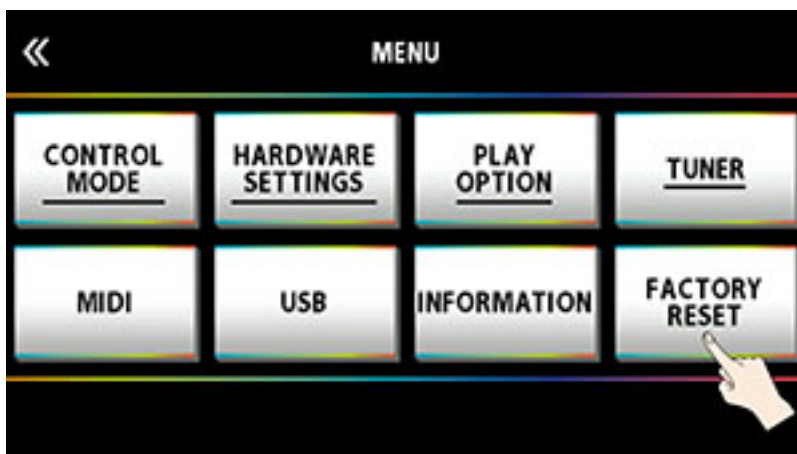 MENU
CONTROL
MODE
HARDWARE
SETTINGS
PLAY
OPTION
TUNER
MIDI
USB
INFORMATION
FACTORY
RESET